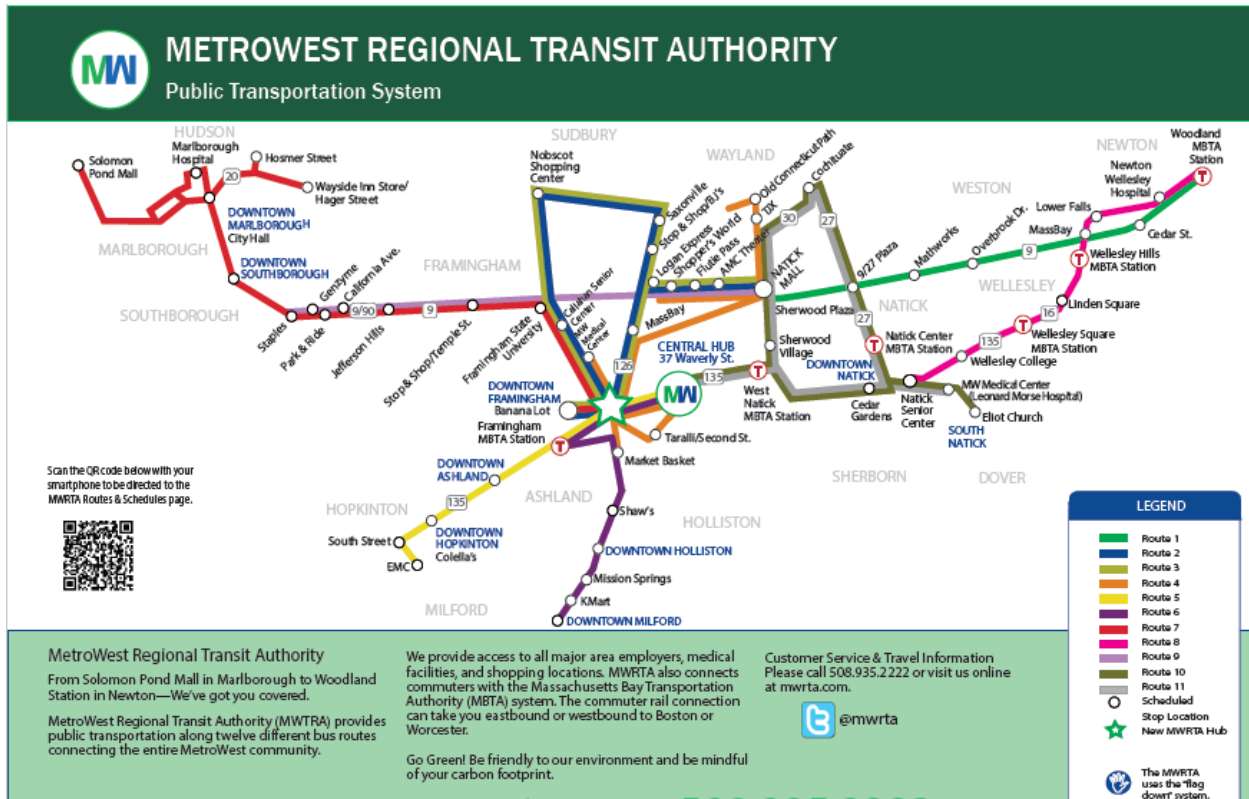 MW
METROWEST REGIONAL TRANSIT AUTHORITY
Public Transportation System
HUDSON
Marlborough
Hospital
Solomon
Pond Mall
20
Hosmer Street
Wayside Inn Store/
Hager Street
DOWNTOWN
MARLBOROUGH
City Hall
MARLBOROUGH
DOWNTOWN
SOUTHBOROUGH
SOUTHBOROUGH
Genzyme
California Ave.
Staples
Park & Ride
9/90
Jefferson Hills
9
Stop & Shop/Temple St.
FRAMINGHAM
Framingham State
University
SUDBURY
Nobscot
Shopping
Center
Saxonville
Stop & Shop/BJ's
Logan Express
Shopper's World
Flutie Pass
AMC Theater
Callahan Senior
Center
MW
Medical
Center
MassBay
126
WAYLAND
Old Connecticut Path
TJX
Cochituate
30
27
NATICK
MALL
Sherwood Plaza
9/27 Plaza
Mathworks
Overbrook Dr.
WESTON
9
NEWTON
Woodland
MBTA
Station
T
Newton
Wellesley
Hospital
Lower Falls
MassBay
Cedar St.
T
Wellesley Hills
MBTA Station
WELLESLEY
Linden Square
16
T
Wellesley Square
MBTA Station
135
Wellesley College
NATICK
27
T
Natick Center
MBTA Station
Sherwood
Village
DOWNTOWN
NATICK
CENTRAL HUB
37 Waverly St.
MW
135
T
West
Natick
MBTA Station
Cedar
Gardens
Natick
Senior
Center
MW Medical Center
(Leonard Morse Hospital)
Eliot Church
SOUTH
NATICK
DOWNTOWN
FRAMINGHAM
Banana Lot
Framingham
MBTA Station
T
Taralli/Second St.
Market Basket
SHERBORN
DOVER
DOWNTOWN
ASHLAND
ASHLAND
135
HOPKINTON
DOWNTOWN
HOPKINTON
Colella's
South Street
EMC
Shaw's
HOLLISTON
DOWNTOWN HOLLISTON
Mission Springs
KMart
MILFORD
DOWNTOWN MILFORD
Scan the QR code below with your
smartphone to be directed to the
MWRTA Routes & Schedules page.
LEGEND
Route 1
Route 2
Route 3
Route 4
Route 5
Route 6
Route 7
Route 8
Route 9
Route 10
Route 11
Scheduled
Stop Location
New MWRTA Hub
The MWRTA
uses the "flag
down" system.
MetroWest Regional Transit Authority
From Solomon Pond Mall in Marlborough to Woodland
Station in Newton—We've got you covered.
MetroWest Regional Transit Authority (MWTRA) provides
public transportation along twelve different bus routes
connecting the entire MetroWest community.
We provide access to all major area employers, medical
facilities, and shopping locations. MWRTA also connects
commuters with the Massachusetts Bay Transportation
Authority (MBTA) system. The commuter rail connection
can take you eastbound or westbound to Boston or
Worcester.
Go Green! Be friendly to our environment and be mindful
of your carbon footprint.
Customer Service & Travel Information
Please call 508.935.2222 or visit us online
at mwrta.com.
@mwrta